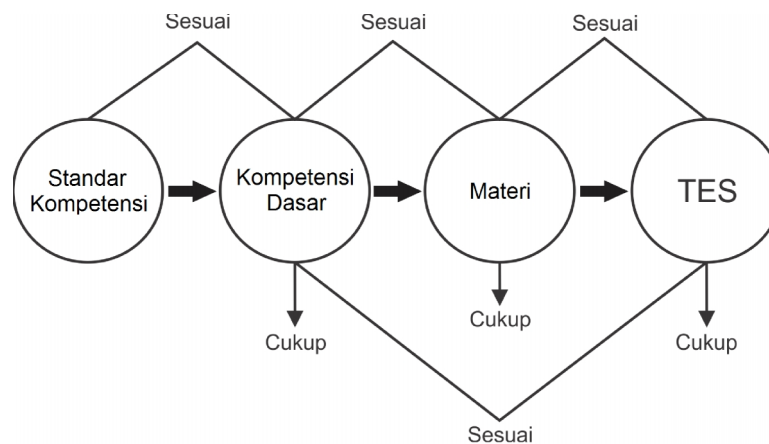 Sesuai
Sesuai
Sesuai
Standar
Kompetensi
Kompetensi
Dasar
Materi
TES
Cukup
Cukup
Cukup
Sesuai